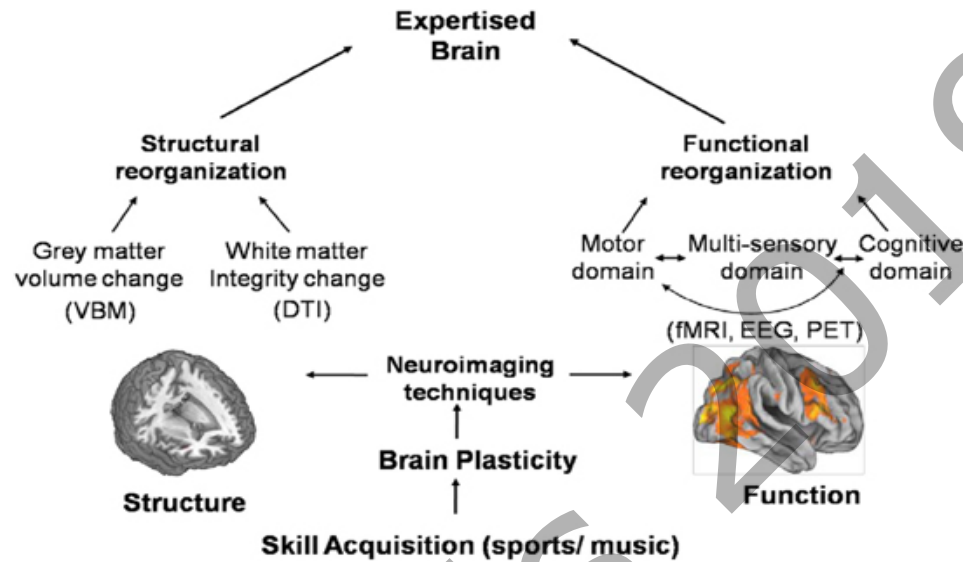 Expertised
Brain
Structural
reorganization
Functional
reorganization
Grey matter
volume change
(VBM)
White matter
Integrity change
(DTI)
Motor
domain
Multi-sensory
domain
Cognitive
domain
(fMRI, EEG, PET)
Neuroimaging
techniques
Brain Plasticity
Structure
Function
Skill Acquisition (sports/ music)